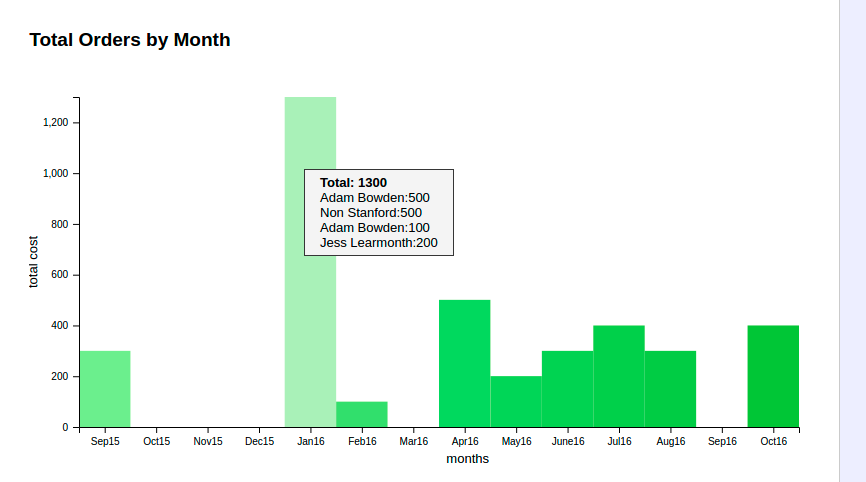 Total Orders by Month
1,200
1,000
800
600
400
200
0
total cost
Total: 1300
Adam Bowden:500
Non Stanford:500
Adam Bowden:100
Jess Learmonth:200
Sep15 Oct15 Nov15 Dec15 Jan16 Feb16 Mar16 Apr16 May16 June16 Jul16 Aug16 Sep16 Oct16
months